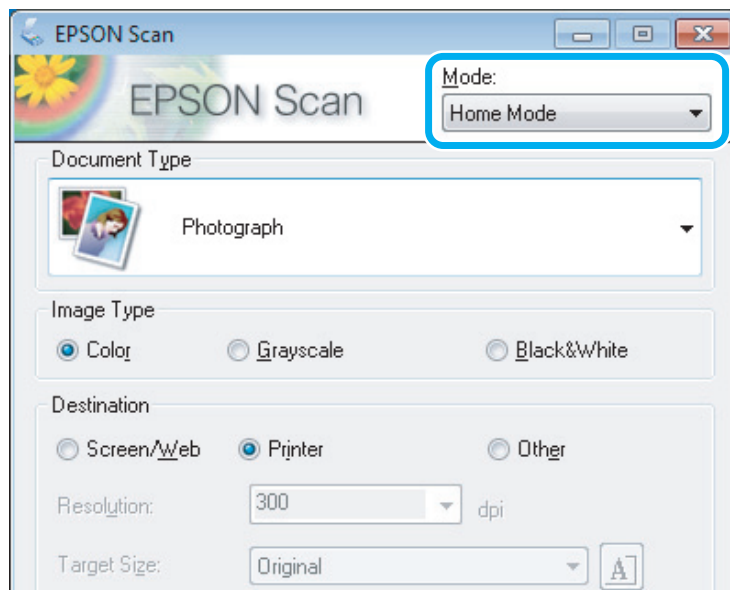 EPSON Scan
EPSON Scan
Mode:
Home Mode
Document Type
Photograph
Image Type
Color Grayscale Black&White
Destination
Screen/Web Printer Other
Resolution: 300 dpi
Target Size: Original A